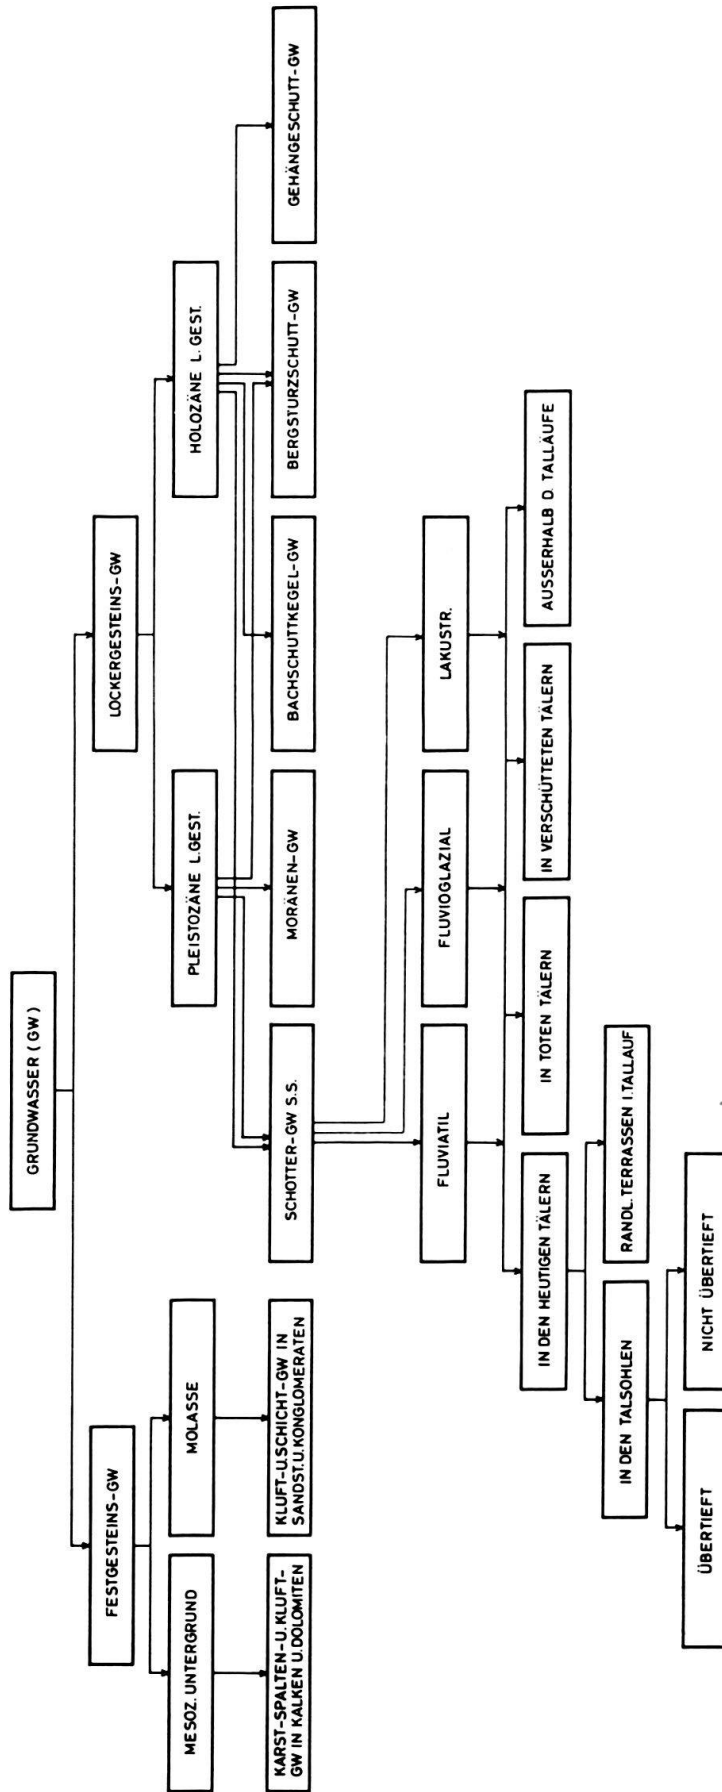 GRUNDWASSER (GW)
FESTGESTEINS-GW
LOCKERGESTEINS-GW
MESOZ. UNTERGRUND
MOLASSE
PLEISTOZÄNE L.GEST.
HOLOZÄNE L. GEST.
KARST-SPALTEN-U. KLUFT-
GW IN KALKEN U. DOLOMITEN
KLUFT-U.SCHICHT-GW IN
SANDST.U.KONGLOMERATEN
SCHOTTER-GW S.S.
MORÄNEN-GW
BACHSCHUTTKEGEL-GW
BERGSTURZSCHUTT-GW
GEHÄNGESCHUTT-GW
FLUVIATIL
FLUVIOGLAZIAL
LAKUSTR.
IN DEN HEUTIGEN TÄLERN
IN TOTEN TÄLERN
IN VERSCHÜTTETEN TÄLERN
AUSSERHALB D. TALLÄUFE
IN DEN TALSOHLEN
RANDL. TERRASSEN I.TALLAUF
ÜBERTIEFT
NICHT ÜBERTIEFT